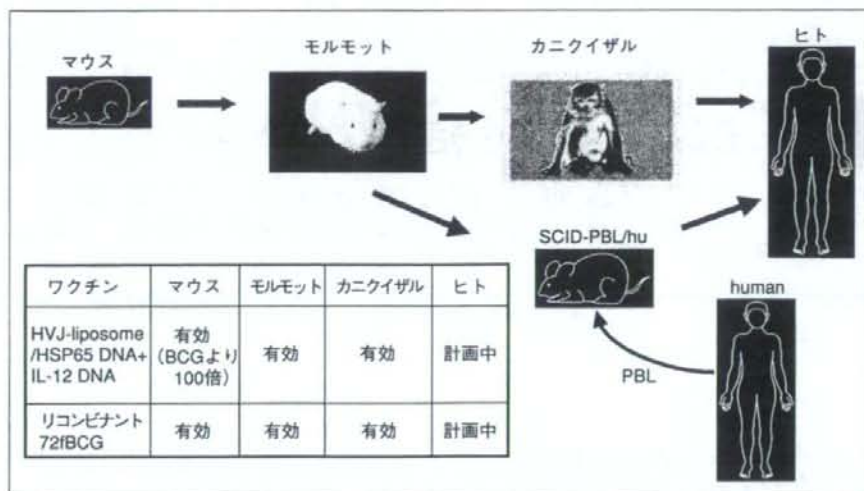 マウス
モルモット
カニクイザル
ヒト
SCID-PBL/hu
human
PBL
ワクチン マウス モルモット カニクイザル ヒト
HVJ-liposome
/HSP65 DNA+
IL-12 DNA
有効
(BCGより
100倍)
有効
有効
計画中
リコンビナント
72fBCG
有効
有効
有効
計画中